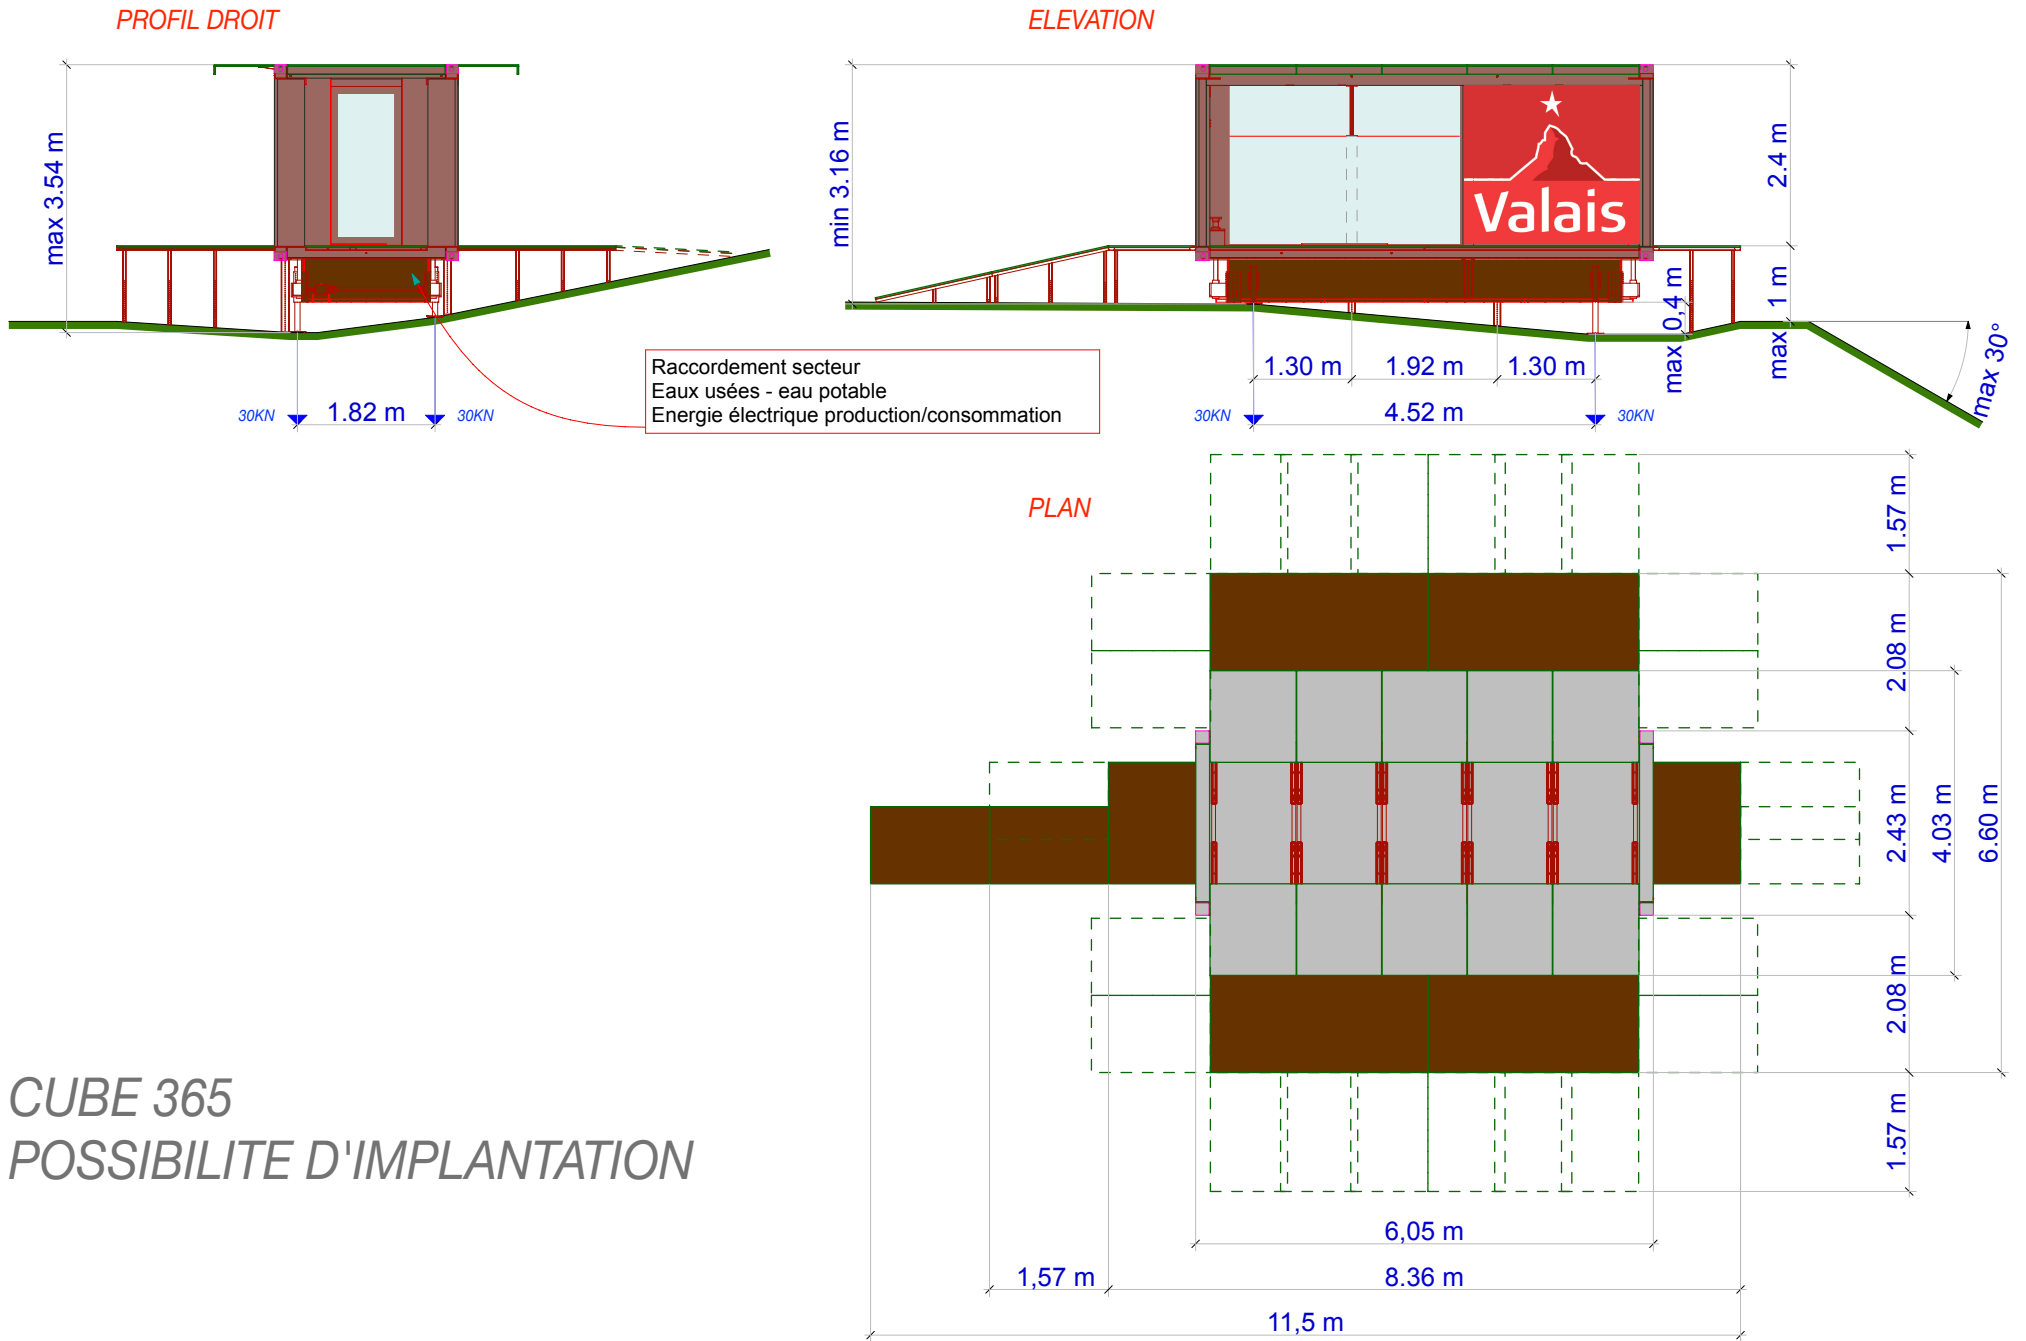 PROFIL DROIT
max 3.54 m
30KN
1.82 m
30KN
Raccordement secteur
Eaux usées - eau potable
Energie électrique production/consommation
ELEVATION
min 3.16 m
Valais
2.4 m
max 0,4 m
max 1 m
max 30°
1.30 m
1.92 m
1.30 m
30KN
4.52 m
30KN
PLAN
1.57 m
2.08 m
2.43 m
4.03 m
6.60 m
2.08 m
1.57 m
6,05 m
1,57 m
8.36 m
11,5 m
CUBE 365
POSSIBILITE D'IMPLANTATION